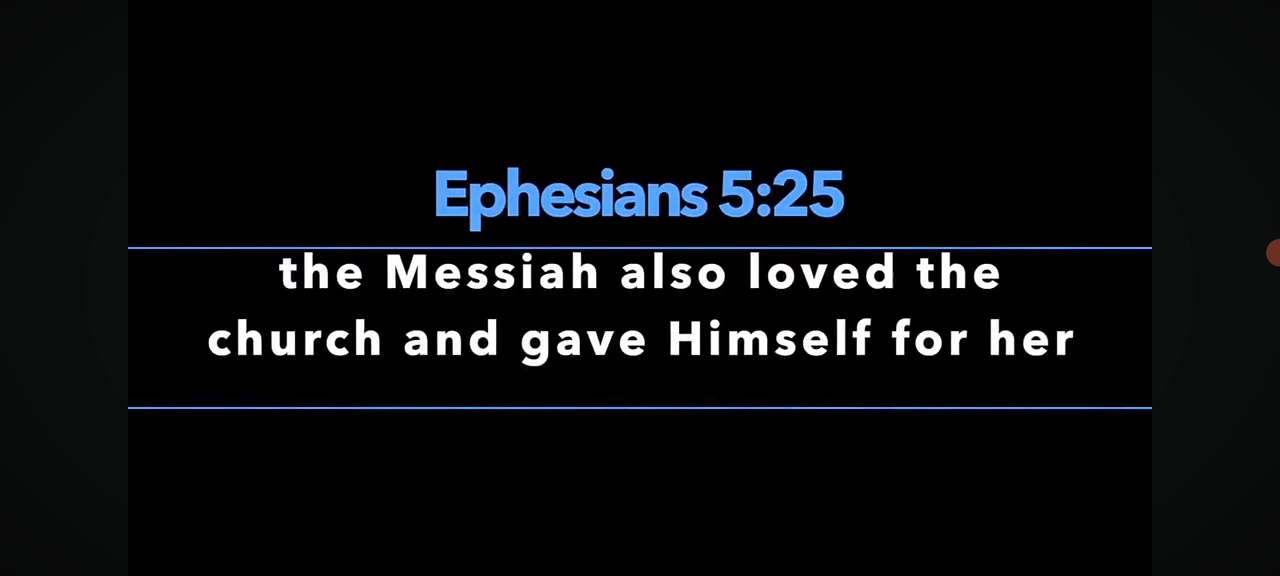 Ephesians 5:25
the Messiah also loved the
church and gave Himself for her